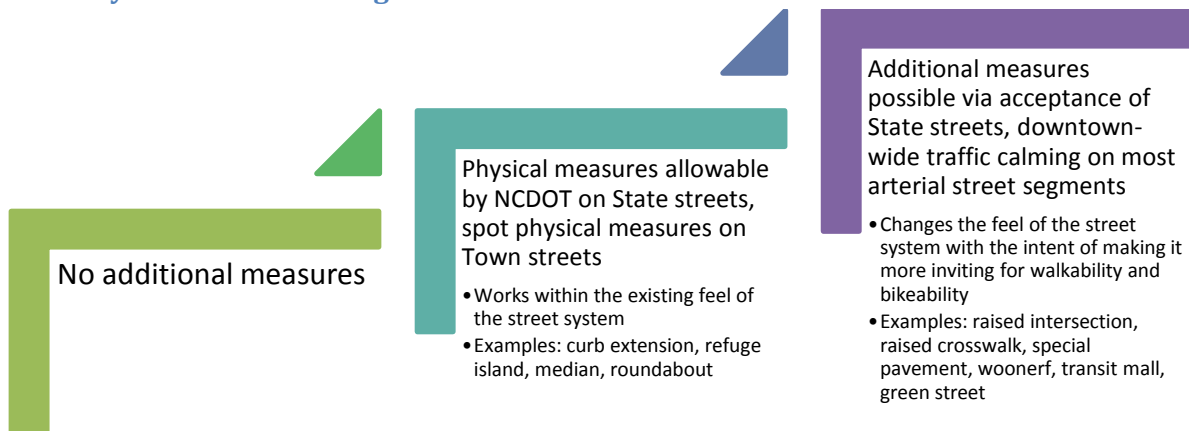 No additional measures
Physical measures allowable
by NCDOT on State streets,
spot physical measures on
Town streets
•Works within the existing feel of
the street system
•Examples: curb extension, refuge
island, median, roundabout
Additional measures
possible via acceptance of
State streets, downtown-
wide traffic calming on most
arterial street segments
•Changes the feel of the street
system with the intent of making it
more inviting for walkability and
bikeability
•Examples: raised intersection,
raised crosswalk, special
pavement, woonerf, transit mall,
green street